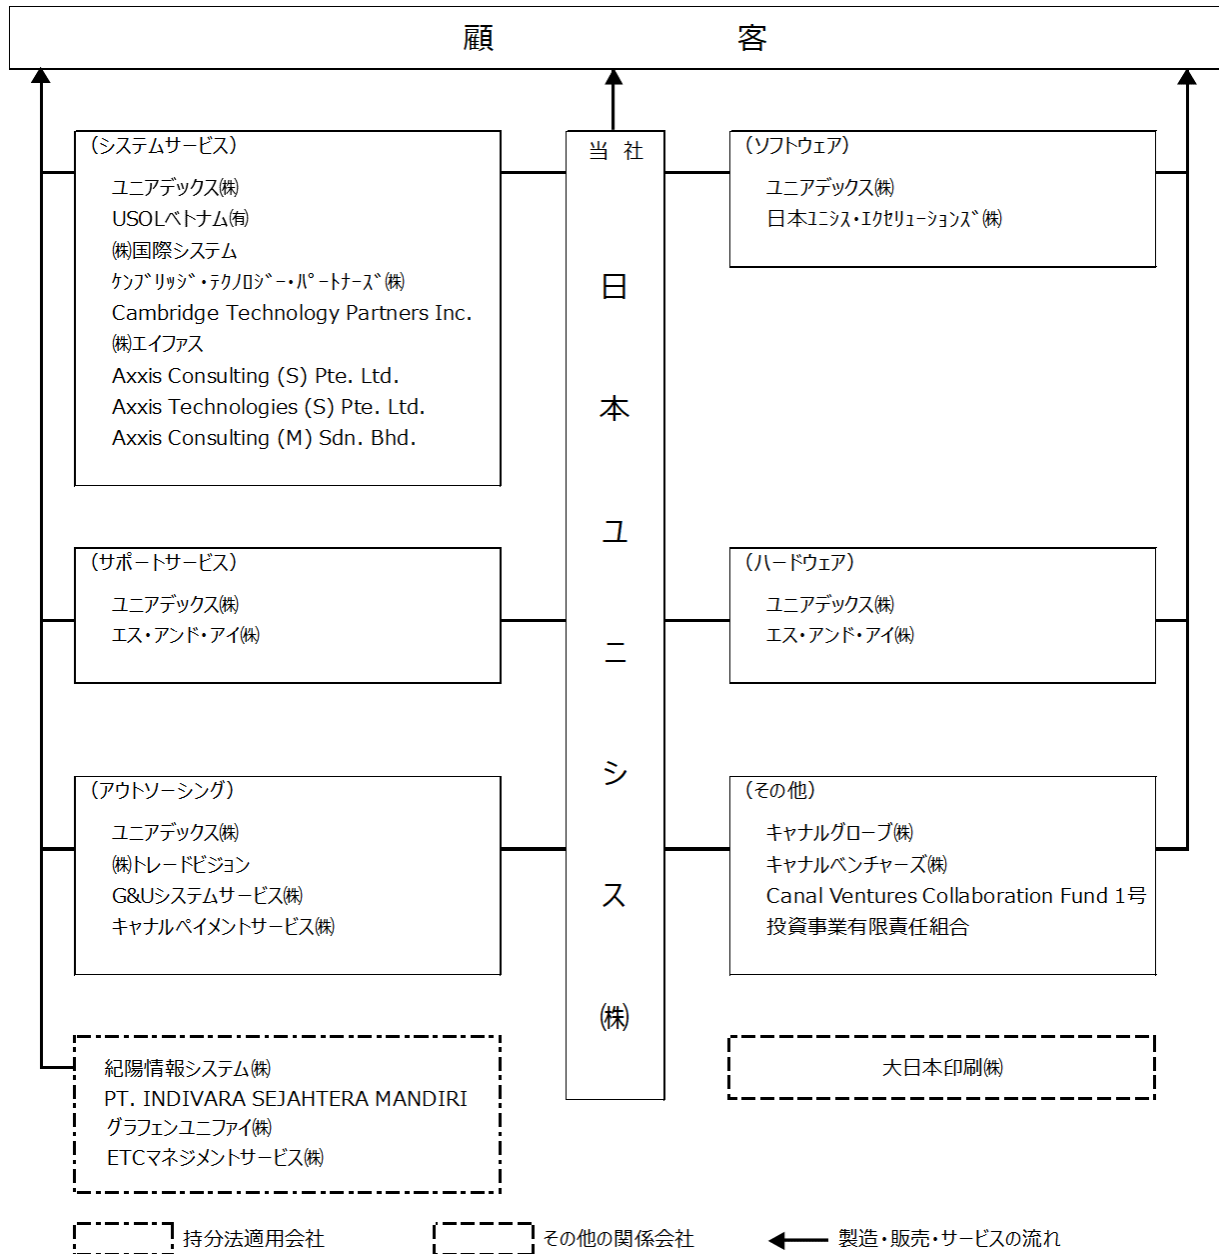 顧客
(システムサービス)
ユニアデックス㈱
USOLベトナム㈲
㈱国際システム
ｹﾝﾌﾞﾘｯｼﾞ・ﾃｸﾉﾛｼﾞｰ・ﾊﾟｰﾄﾅｰｽﾞ㈱
Cambridge Technology Partners Inc.
㈱エイファス
Axxis Consulting (S) Pte. Ltd.
Axxis Technologies (S) Pte. Ltd.
Axxis Consulting (M) Sdn. Bhd.
(サポートサービス)
ユニアデックス㈱
エス・アンド・アイ㈱
(アウトソーシング)
ユニアデックス㈱
㈱トレードビジョン
G&Uシステムサービス㈱
キャナルペイメントサービス㈱
紀陽情報システム㈱
PT. INDIVARA SEJAHTERA MANDIRI
グラフェンユニファイ㈱
ETCマネジメントサービス㈱
当社
日本ユニシス㈱
(ソフトウェア)
ユニアデックス㈱
日本ﾕﾆｼｽ・ｴｸｾﾘｭｰｼｮﾝｽﾞ㈱
(ハードウェア)
ユニアデックス㈱
エス・アンド・アイ㈱
(その他)
キャナルグローブ㈱
キャナルベンチャーズ㈱
Canal Ventures Collaboration Fund 1号
投資事業有限責任組合
大日本印刷㈱
持分法適用会社
その他の関係会社
製造・販売・サービスの流れ